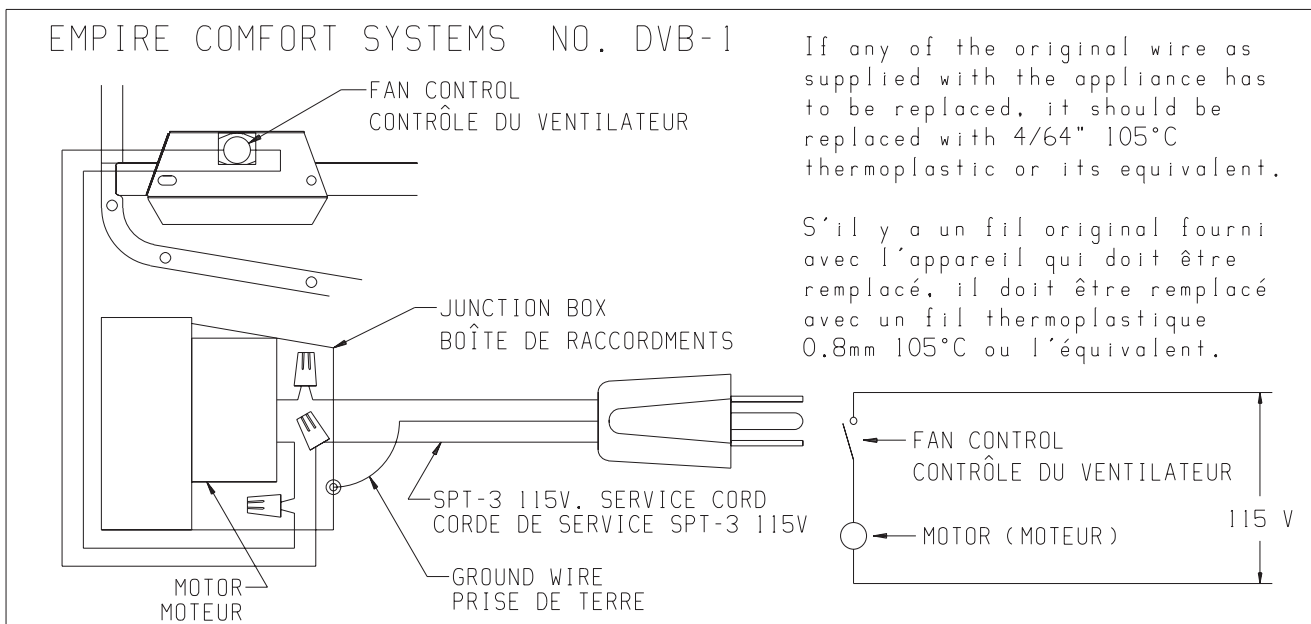 EMPIRE COMFORT SYSTEMS NO. DVB-1
FAN CONTROL
CONTRÔLE DU VENTILATEUR
If any of the original wire as
supplied with the appliance has
to be replaced, it should be
replaced with 4/64" 105°C
thermoplastic or its equivalent.
S'il y a un fil original fourni
avec l'appareil qui doit être
remplacé, il doit être remplacé
avec un fil thermoplastique
0.8mm 105°C ou l'équivalent.
JUNCTION BOX
BOÎTE DE RACCORDMENTS
SPT-3 115V. SERVICE CORD
CORDE DE SERVICE SPT-3 115V
GROUND WIRE
PRISE DE TERRE
MOTOR
MOTEUR
FAN CONTROL
CONTRÔLE DU VENTILATEUR
MOTOR (MOTEUR)
115 V